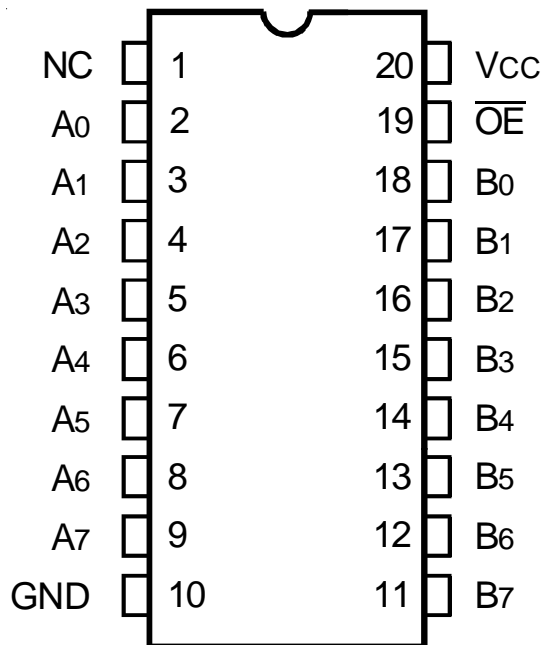 NC 1 20 Vcc
A0 2 19 O̅E̅
A1 3 18 B0
A2 4 17 B1
A3 5 16 B2
A4 6 15 B3
A5 7 14 B4
A6 8 13 B5
A7 9 12 B6
GND 10 11 B7